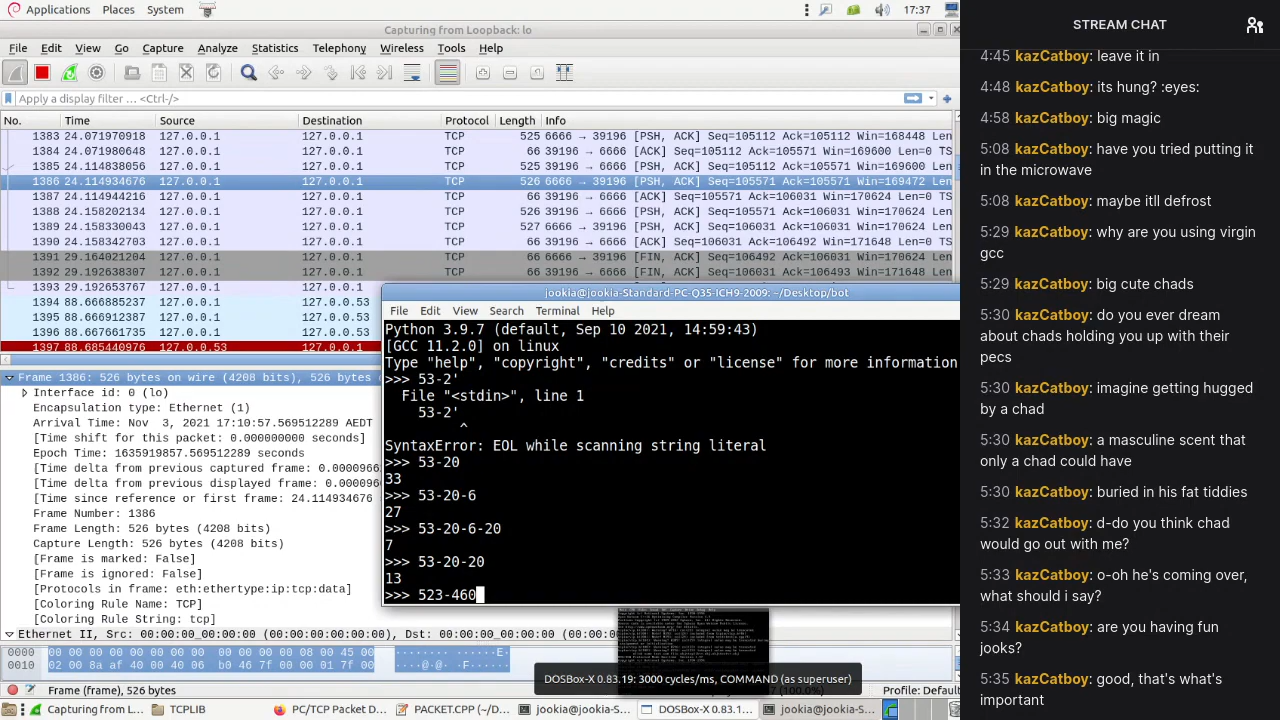 Applications Places System 17:37
Capturing from Loopback: lo
File Edit View Go Capture Analyze Statistics Telephony Wireless Tools Help
Apply a display filter ... <Ctrl-/>
No. Time Source Destination Protocol Length Info
1383 24.071970918 127.0.0.1 127.0.0.1 TCP 525 6666 → 39196 [PSH, ACK] Seq=105112 Ack=105112 Win=168448 Len
1384 24.071980648 127.0.0.1 127.0.0.1 TCP 66 39196 → 6666 [ACK] Seq=105112 Ack=105571 Win=169600 Len=0 TS
1385 24.114838056 127.0.0.1 127.0.0.1 TCP 525 39196 → 6666 [PSH, ACK] Seq=105112 Ack=105571 Win=169600 Len
1386 24.114934676 127.0.0.1 127.0.0.1 TCP 526 6666 → 39196 [PSH, ACK] Seq=105571 Ack=105571 Win=169472 Len
1387 24.114944216 127.0.0.1 127.0.0.1 TCP 66 39196 → 6666 [ACK] Seq=105571 Ack=106031 Win=170624 Len=0 TS
1388 24.158202134 127.0.0.1 127.0.0.1 TCP 526 39196 → 6666 [PSH, ACK] Seq=105571 Ack=106031 Win=170624 Len
1389 24.158330043 127.0.0.1 127.0.0.1 TCP 527 6666 → 39196 [PSH, ACK] Seq=106031 Ack=106031 Win=170624 Len
1390 24.158342703 127.0.0.1 127.0.0.1 TCP 66 39196 → 6666 [ACK] Seq=106031 Ack=106492 Win=171648 Len=0 TS
1391 29.164032204 127.0.0.1 127.0.0.1 TCP 66 6666 → 39196 [FIN, ACK] Seq=106492 Ack=106031 Win=170624 Len
1392 29.192638307 127.0.0.1 127.0.0.1 TCP 66 39196 → 6666 [FIN, ACK] Seq=106031 Ack=106493 Win=171648 Len
1393 29.192653767 127.0.0.1 127.0.0.1
1394 88.666885237 127.0.0.1 127.0.0.53
1395 88.666912387 127.0.0.1 127.0.0.53
1396 88.667661735 127.0.0.1 127.0.0.53
1397 88.685440976 127.0.0.53
Frame 1386: 526 bytes on wire (4208 bits), 526 bytes
Interface id: 0 (lo)
Encapsulation type: Ethernet (1)
Arrival Time: Nov 3, 2021 17:10:57.569512289 AEDT
[Time shift for this packet: 0.000000000 seconds]
Epoch Time: 1635919857.569512289 seconds
[Time delta from previous captured frame: 0.0000966
[Time delta from previous displayed frame: 0.000096
[Time since reference or first frame: 24.114934676
Frame Number: 1386
Frame Length: 526 bytes (4208 bits)
Capture Length: 526 bytes (4208 bits)
[Frame is marked: False]
[Frame is ignored: False]
[Protocols in frame: eth:ethertype:ip:tcp:data]
[Coloring Rule Name: TCP]
jookia@jookia-Standard-PC-Q35-ICH9-2009: ~/Desktop/bot
File Edit View Search Terminal Help
Python 3.9.7 (default, Sep 10 2021, 14:59:43)
[GCC 11.2.0] on linux
Type "help", "copyright", "credits" or "license" for more information
>>> 53-2'
File "<stdin>", line 1
53-2'
^
SyntaxError: EOL while scanning string literal
>>> 53-20
33
>>> 53-20-6
27
>>> 53-20-6-20
7
>>> 53-20-20
13
>>> 523-460
DOSBox-X 0.83.19: 3000 cycles/ms, COMMAND (as superuser)
Frame (frame), 526 bytes
Profile: Default
Capturing from Lo...
TCPLIB
PC/TCP Packet D...
PACKET.CPP (~/D...
jookia@jookia-S...
DOSBOX-X 0.83.1...
jookia@jookia-S...
STREAM CHAT
4:45 kazCatboy: leave it in
4:48 kazCatboy: its hung? :eyes:
4:58 kazCatboy: big magic
5:08 kazCatboy: have you tried putting it
in the microwave
5:08 kazCatboy: maybe itll defrost
5:29 kazCatboy: why are you using virgin
gcc
5:29 kazCatboy: big cute chads
5:30 kazCatboy: do you ever dream
about chads holding you up with their
pecs
5:30 kazCatboy: imagine getting hugged
by a chad
5:30 kazCatboy: a masculine scent that
only a chad could have
5:30 kazCatboy: buried in his fat tiddies
5:32 kazCatboy: d-do you think chad
would go out with me?
5:33 kazCatboy: o-oh he's coming over,
what should i say?
5:34 kazCatboy: are you having fun
jooks?
5:35 kazCatboy: good, that's what's
important